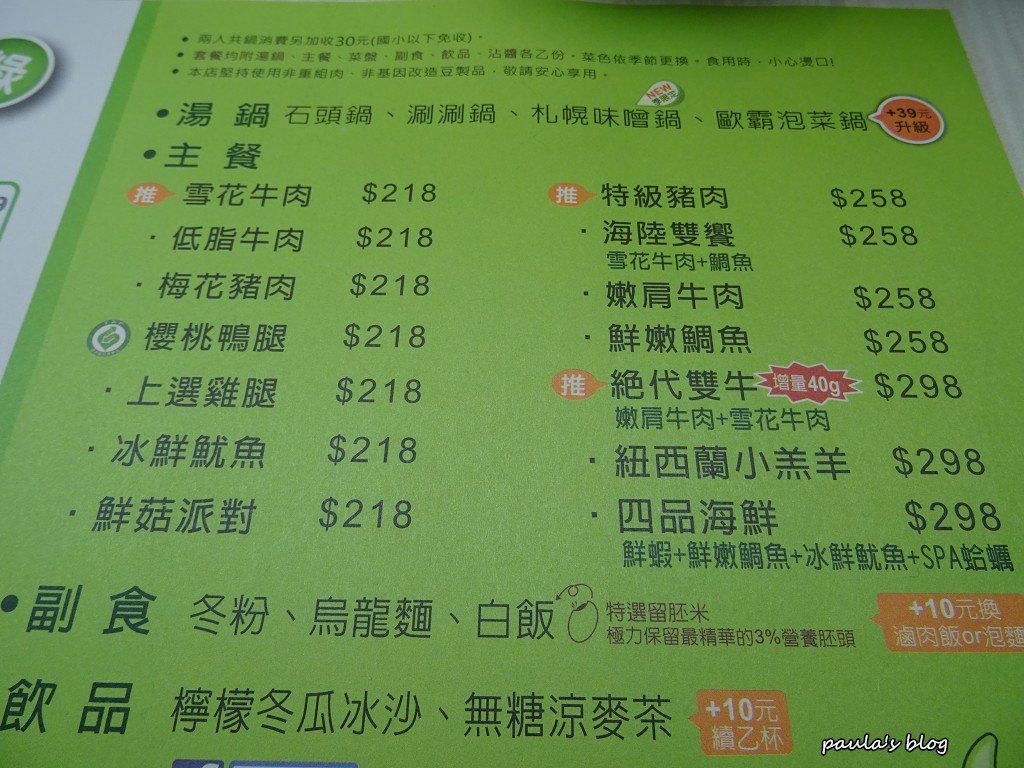 綠
• 兩人共鍋消費另加收30元(國小以下免收)。
• 套餐均附湯鍋、主餐、菜盤、副食、飲品、沾醬各乙份。菜色依季節更換。食用時，小心燙口!
• 本店堅持使用非重組肉、非基因改造豆製品，敬請安心享用。
NEW
• 湯鍋 石頭鍋、涮涮鍋、札幌味噌鍋、歐霸泡菜鍋 +39元 升級
• 主餐
推 雪花牛肉 $218
· 低脂牛肉 $218
· 梅花豬肉 $218
櫻桃鴨腿 $218
· 上選雞腿 $218
· 冰鮮魷魚 $218
· 鮮菇派對 $218
推 特級豬肉 $258
· 海陸雙饗 $258
雪花牛肉+鯛魚
· 嫩肩牛肉 $258
· 鮮嫩鯛魚 $258
推 絕代雙牛 增量40g $298
嫩肩牛肉+雪花牛肉
· 紐西蘭小羔羊 $298
· 四品海鮮 $298
鮮蝦+鮮嫩鯛魚+冰鮮魷魚+SPA蛤蠣
• 副食 冬粉、烏龍麵、白飯
特選留胚米
極力保留最精華的3%營養胚頭
+10元換
滷肉飯or泡麵
飲品 檸檬冬瓜冰沙、無糖涼麥茶
+10元
續乙杯
paula's blog